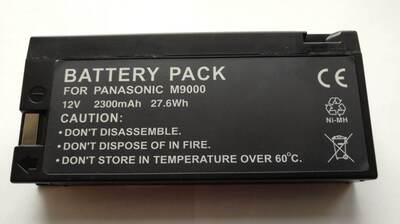 BATTERY PACK
FOR PANASONIC M9000
12V 2300mAh 27.6Wh
CAUTION:
•DON'T DISASSEMBLE.
•DON'T DISPOSE OF IN FIRE.
•DON'T STORE IN TEMPERATURE OVER 60°C.
CE
Ni-MH